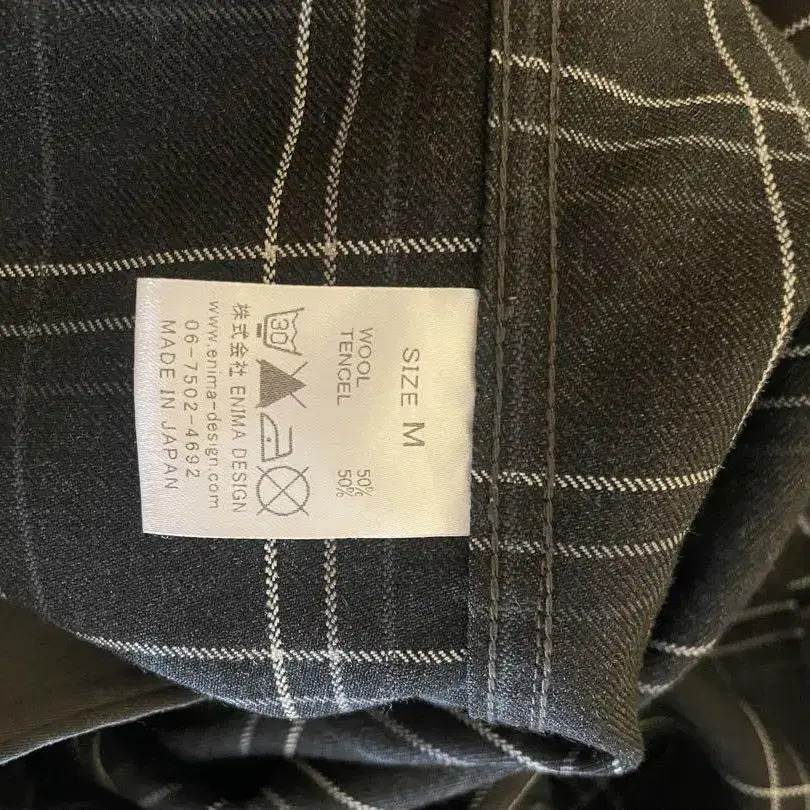 SIZE M
WOOL 50%
TENCEL 50%
30
株式会社 ENIMA DESIGN
www.enima-design.com
06-7502-4692
MADE IN JAPAN